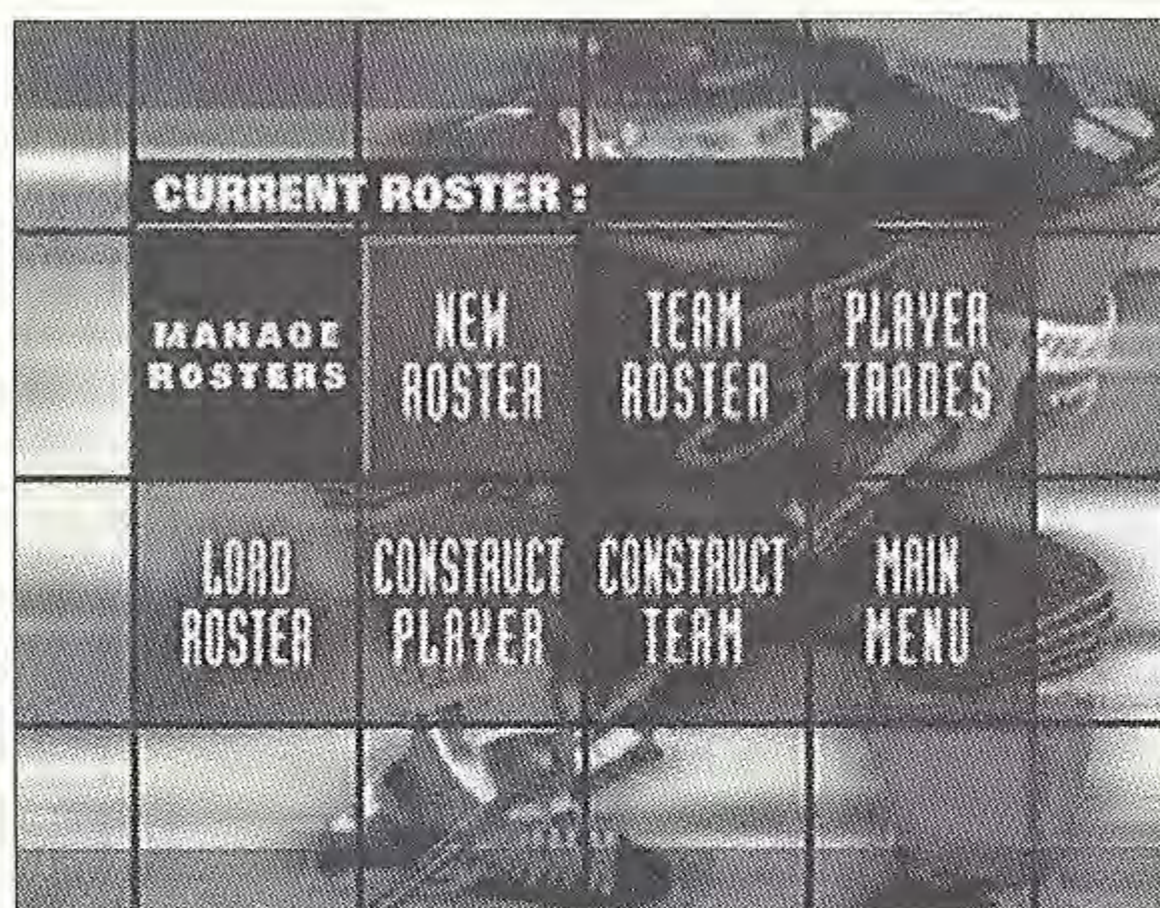 CURRENT ROSTER :
MANAGE
ROSTERS
NEW
ROSTER
TEAM
ROSTER
PLAYER
TRADES
LOAD
ROSTER
CONSTRUCT
PLAYER
CONSTRUCT
TEAM
MAIN
MENU